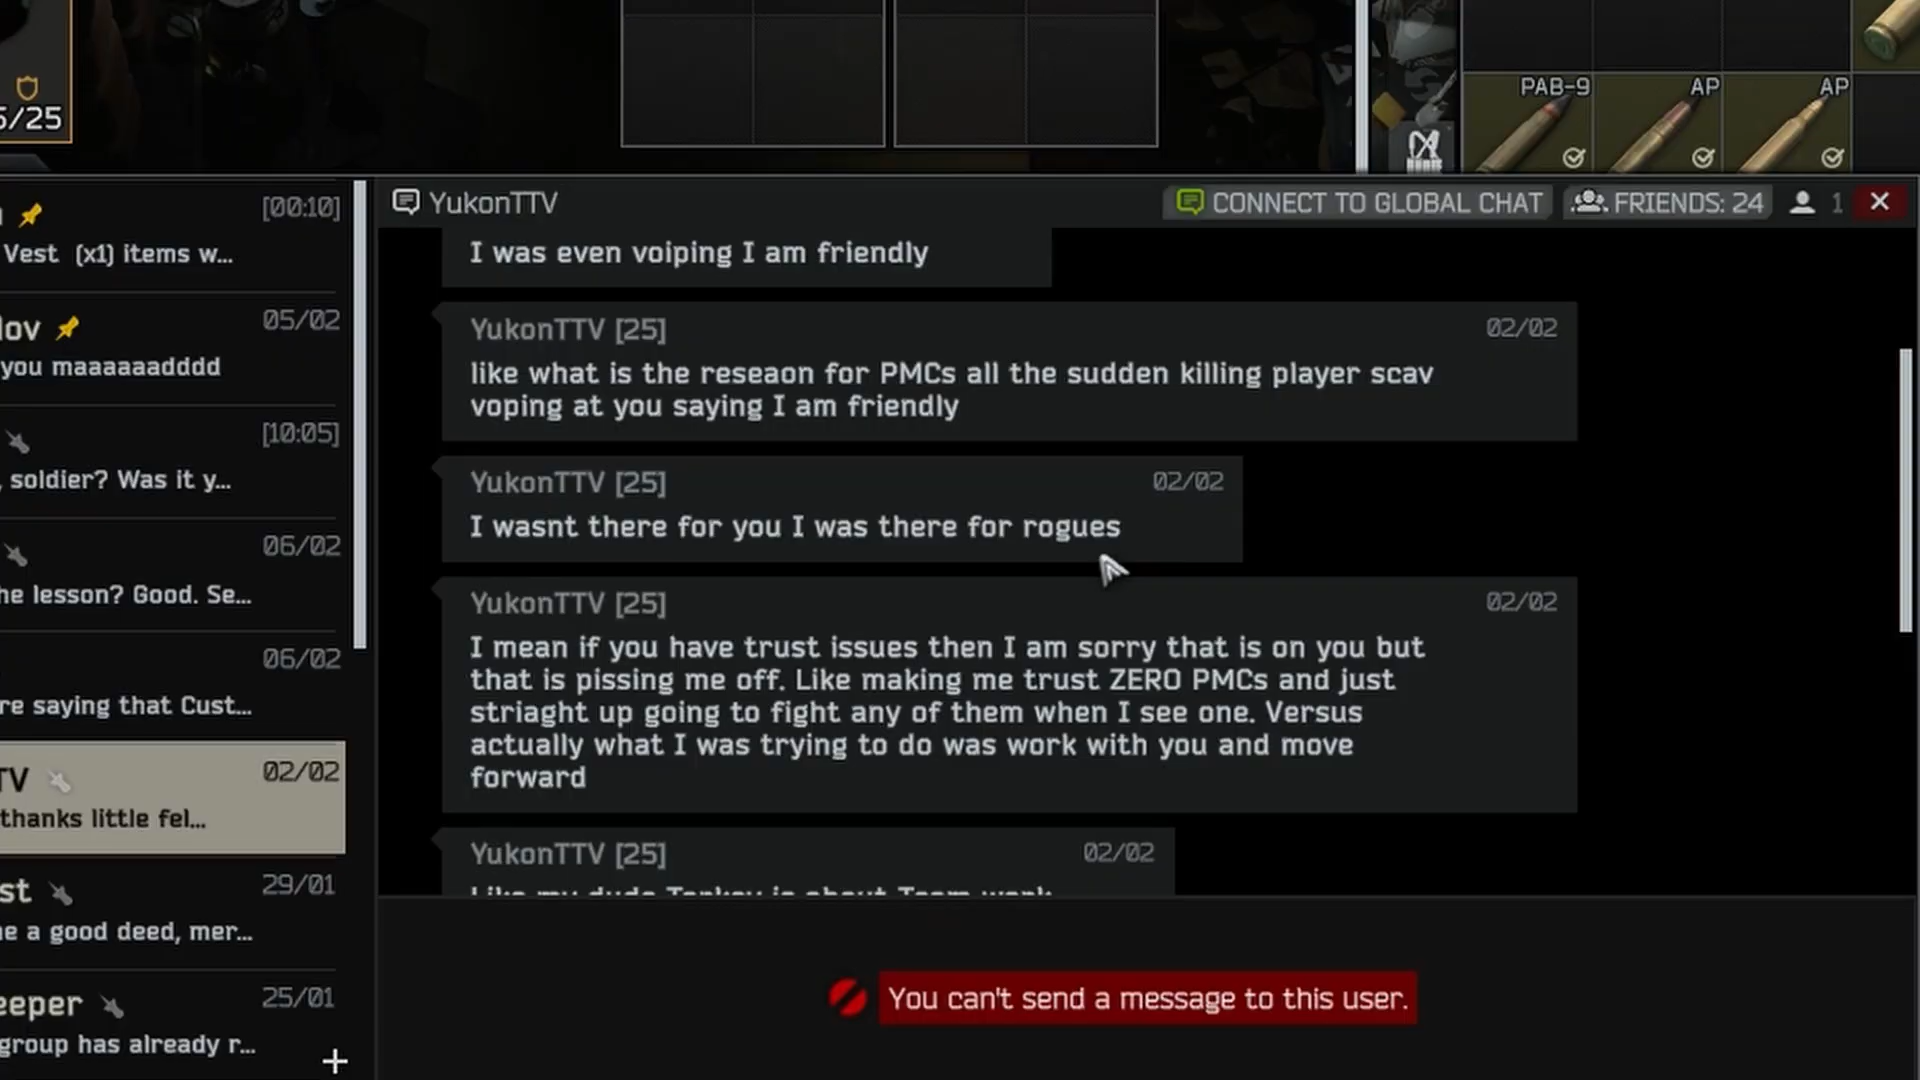 5/25
PAB-9
AP
AP
[00:10]
Vest (x1) items w...
lov
05/02
you maaaaaadddd
[10:05]
, soldier? Was it y...
06/02
he lesson? Good. Se...
06/02
re saying that Cust...
TV
02/02
thanks little fel...
st
29/01
e a good deed, mer...
eeper
25/01
group has already r...
+
YukonTTV
CONNECT TO GLOBAL CHAT
FRIENDS: 24
1
I was even voiping I am friendly
YukonTTV [25]
02/02
like what is the reseaon for PMCs all the sudden killing player scav
voping at you saying I am friendly
YukonTTV [25]
02/02
I wasnt there for you I was there for rogues
YukonTTV [25]
02/02
I mean if you have trust issues then I am sorry that is on you but
that is pissing me off. Like making me trust ZERO PMCs and just
striaght up going to fight any of them when I see one. Versus
actually what I was trying to do was work with you and move
forward
YukonTTV [25]
02/02
Like my dude Tarkov is about Team work
You can't send a message to this user.